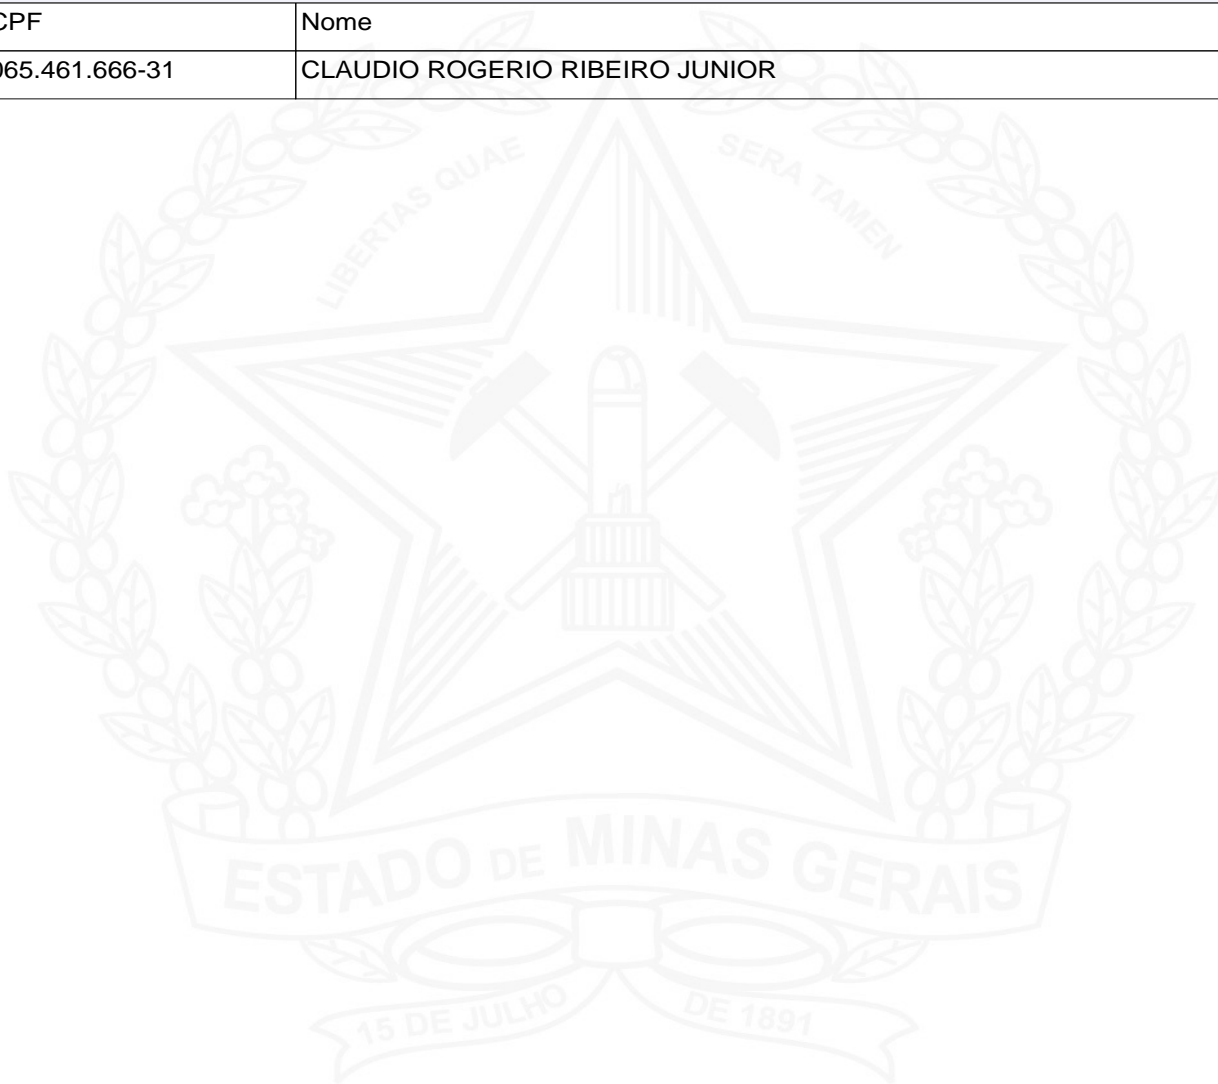 CPF Nome
065.461.666-31 CLAUDIO ROGERIO RIBEIRO JUNIOR
LIBERTAS QUAE SERA TAMEN
ESTADO DE MINAS GERAIS
15 DE JULHO DE 1891